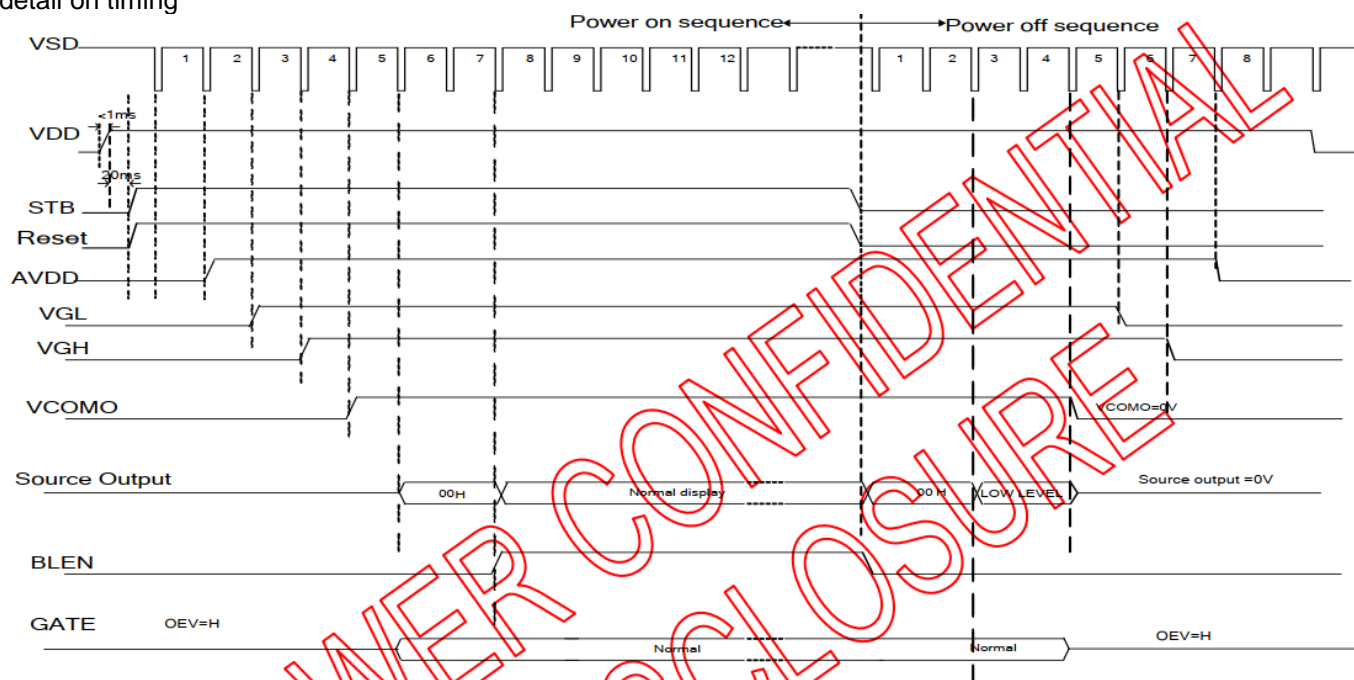 detail on timing
Power on sequence
Power off sequence
VSD
1 2 3 4 5 6 7 8 9 10 11 12 1 2 3 4 5 6 7 8
<1ms
VDD
20ms
STB
Reset
AVDD
VGL
VGH
VCOMO
VCOMO=0V
Source Output
00H
Normal display
00 H
LOW LEVEL
Source output =0V
BLEN
GATE
OEV=H
Normal
Normal
OEV=H
WER CONFIDENTIAL
SCLOSURE